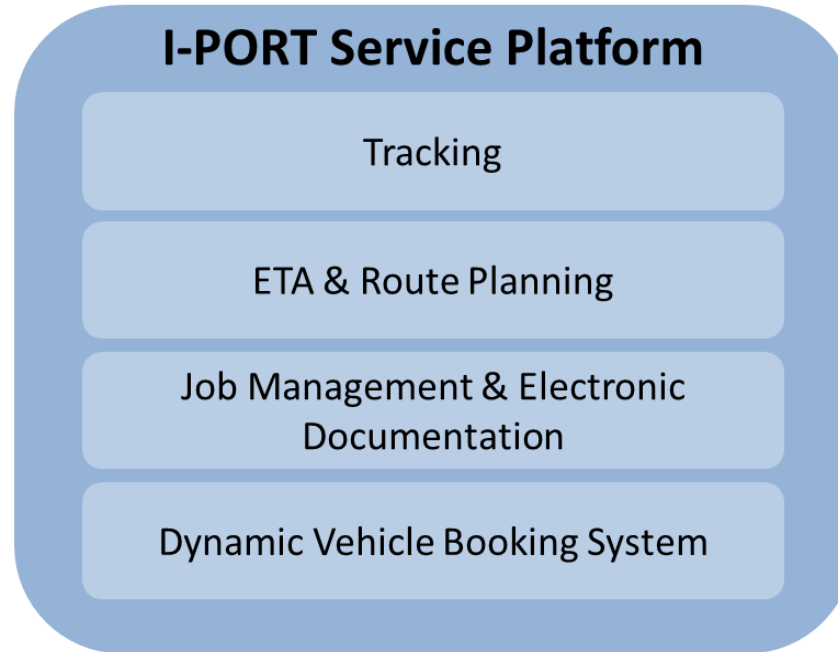 I-PORT Service Platform
Tracking
ETA & Route Planning
Job Management & Electronic
Documentation
Dynamic Vehicle Booking System